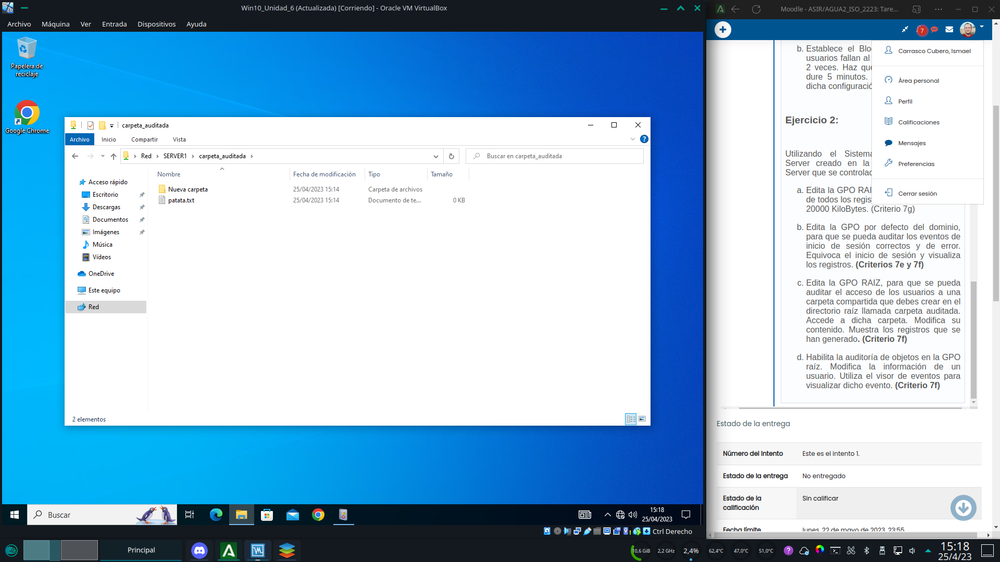 Win10_Unidad_6 (Actualizada) [Corriendo] - Oracle VM VirtualBox
Archivo Máquina Ver Entrada Dispositivos Ayuda
Papelera de
reciclaje
Google Chrome
carpeta_auditada
Archivo Inicio Compartir Vista
Red SERVER1 carpeta_auditada
Buscar en carpeta_auditada
Nombre Fecha de modificación Tipo Tamaño
Nueva carpeta 25/04/2023 15:14 Carpeta de archivos
patata.txt 25/04/2023 15:14 Documento de te... 0 KB
Acceso rápido
Escritorio
Descargas
Documentos
Imágenes
Música
Vídeos
OneDrive
Este equipo
Red
2 elementos
Buscar
15:18
25/04/2023
Ctrl Derecho
Moodle - ASIR/AGUA2_ISO_2223: Tare...
7
b. Establece el Blo
usuarios fallan al
2 veces. Haz que
dure 5 minutos.
dicha configuració
Carrasco Cubero, Ismael
Área personal
Perfil
Calificaciones
Mensajes
Preferencias
Cerrar sesión
Ejercicio 2:
Utilizando el Sistema
Server creado en la
Server que se controlad
a. Edita la GPO RAI
de todos los regis
20000 KiloBytes. (Criterio 7g)
b. Edita la GPO por defecto del dominio,
para que se pueda auditar los eventos de
inicio de sesión correctos y de error.
Equivoca el inicio de sesión y visualiza
los registros. (Criterios 7e y 7f)
c. Edita la GPO RAIZ, para que se pueda
auditar el acceso de los usuarios a una
carpeta compartida que debes crear en el
directorio raíz llamada carpeta auditada.
Accede a dicha carpeta. Modifica su
contenido. Muestra los registros que se
han generado. (Criterio 7f)
d. Habilita la auditoría de objetos en la GPO
raíz. Modifica la información de un
usuario. Utiliza el visor de eventos para
visualizar dicho evento. (Criterio 7f)
Estado de la entrega
Número del intento Este es el intento 1.
Estado de la entrega No entregado
Estado de la
calificación
Sin calificar
Fecha límite lunes, 22 de mayo de 2023, 23:55
Principal
10,6 GiB 2,2 GHz 2,4% 62,4°C 47,0°C 51,0°C
15:18
25/4/23